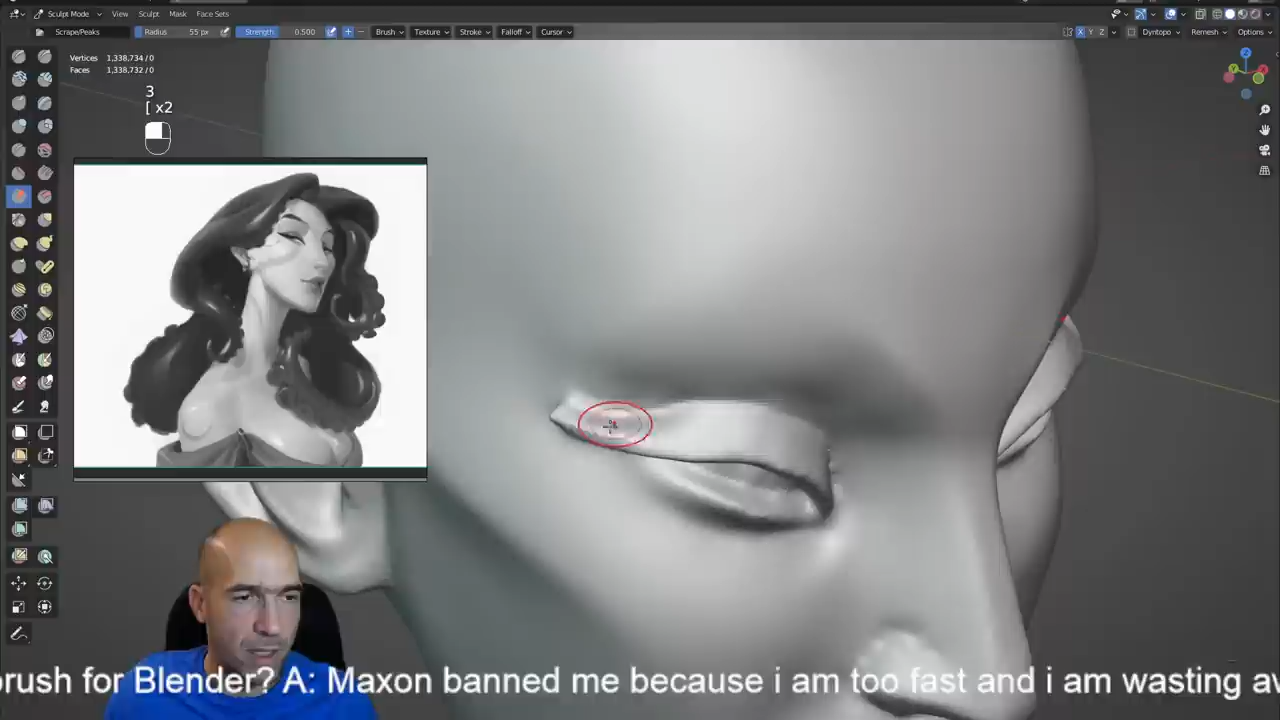 Sculpt Mode View Sculpt Mask Face Sets Options
Scrape/Peaks Radius 55 px Strength 0.500 Brush Texture Stroke Falloff Cursor X Y Z Dyntopo Remesh
Vertices 1,338,734 / 0
Faces 1,338,732 / 0
3
[ x2
Z
Y
X
rush for Blender? A: Maxon banned me because i am too fast and i am wasting